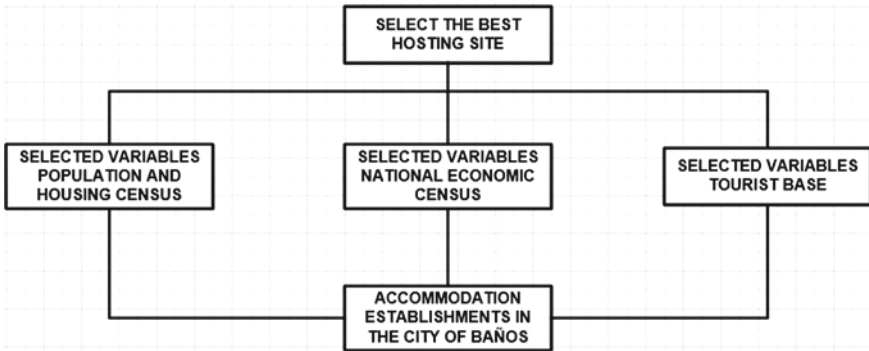 SELECT THE BEST
HOSTING SITE
SELECTED VARIABLES
POPULATION AND
HOUSING CENSUS
SELECTED VARIABLES
NATIONAL ECONOMIC
CENSUS
SELECTED VARIABLES
TOURIST BASE
ACCOMMODATION
ESTABLISHMENTS IN
THE CITY OF BAÑOS